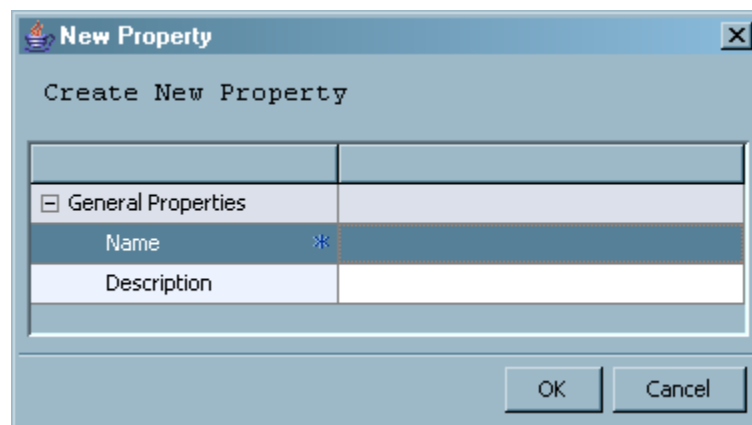 New Property
Create New Property
General Properties
Name *
Description
OK Cancel